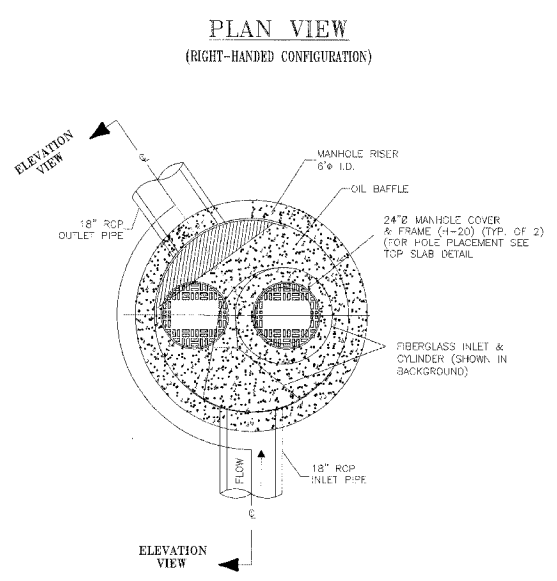 PLAN VIEW
(RIGHT-HANDED CONFIGURATION)
ELEVATION
VIEW
℄
MANHOLE RISER
6'ø I.D.
OIL BAFFLE
18" RCP
OUTLET PIPE
24"Ø MANHOLE COVER
& FRAME (H-20) (TYP. OF 2)
(FOR HOLE PLACEMENT SEE
TOP SLAB DETAIL
FIBERGLASS INLET &
CYLINDER (SHOWN IN
BACKGROUND)
FLOW
18" RCP
INLET PIPE
℄
ELEVATION
VIEW